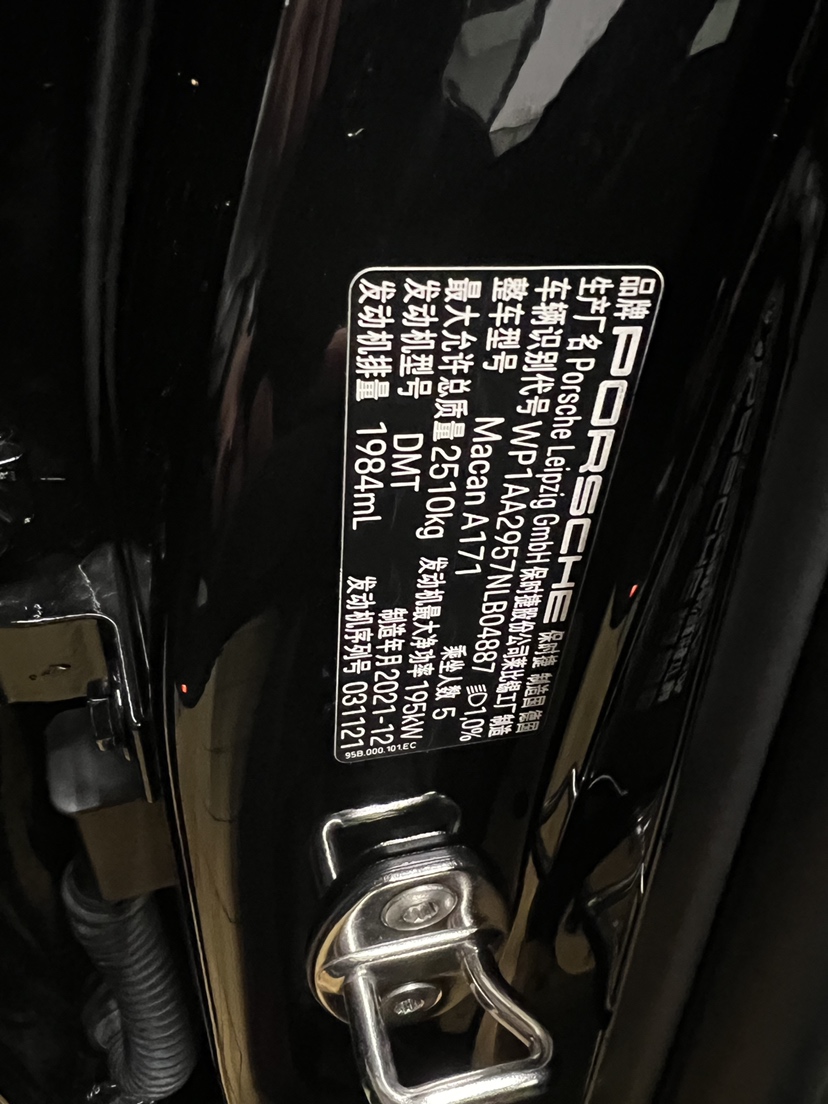 品牌 PORSCHE 保时捷 制造国 德国
生产厂名 Porsche Leipzig GmbH 保时捷股份公司莱比锡工厂 制造
车辆识别代号 WP1AA2957NLB04887 1,0%
整车型号 Macan A171 乘坐人数 5
最大允许总质量 2510kg 发动机最大净功率 195kW
发动机型号 DMT 制造年月 2021-12
发动机排量 1984mL 发动机序列号 031121
95B.000.101.EC